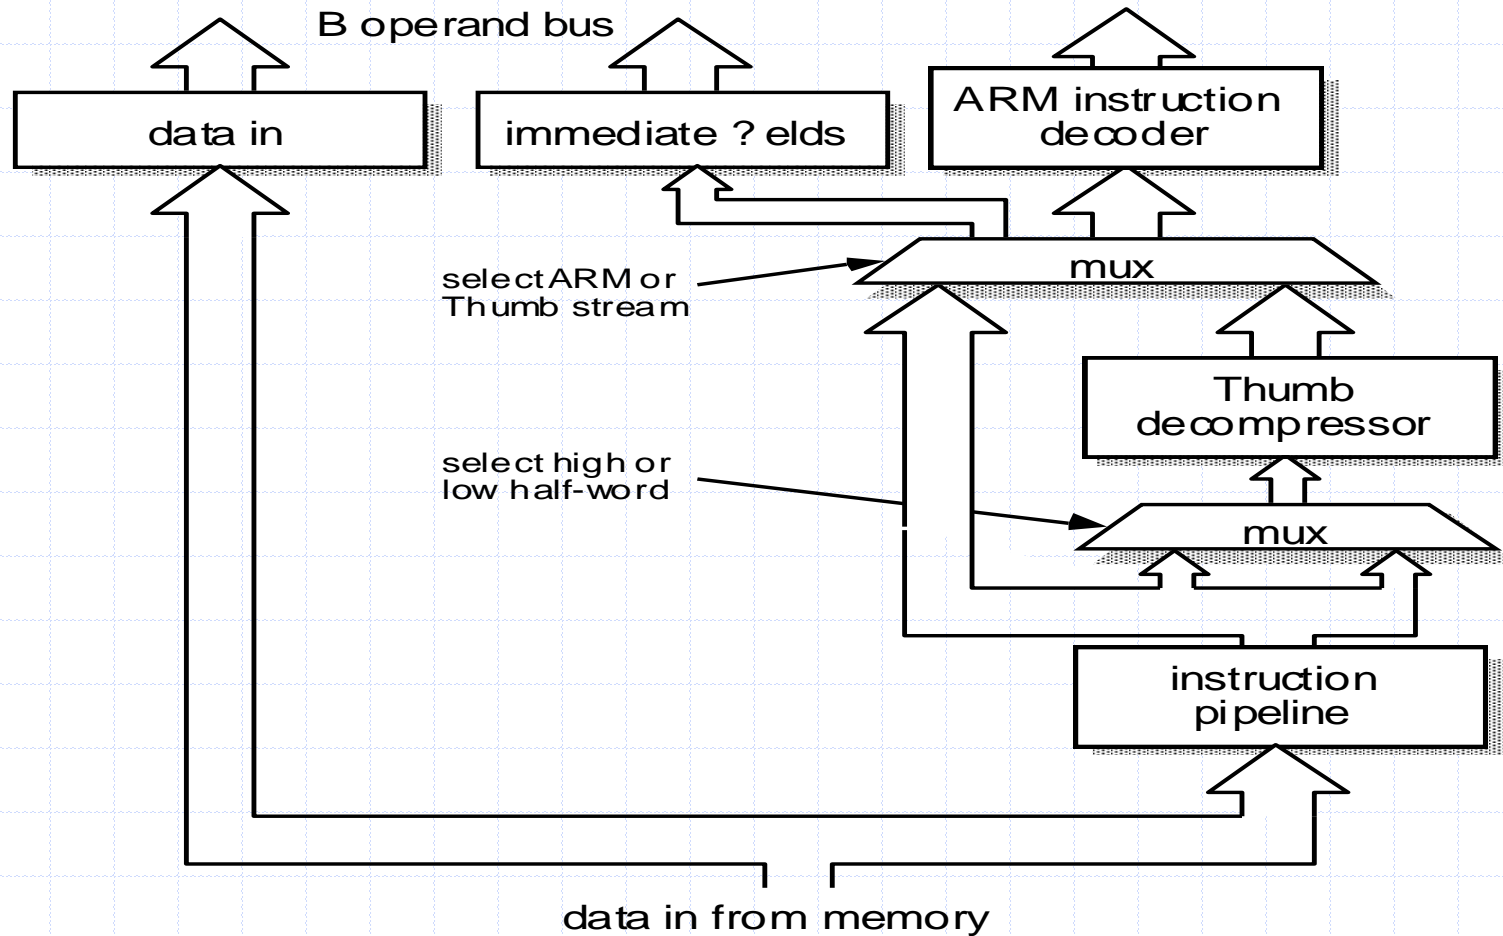 B operand bus
data in
immediate ? elds
ARM instruction
decoder
mux
select ARM or
Thumb stream
Thumb
decompressor
select high or
low half-word
mux
instruction
pipeline
data in from memory